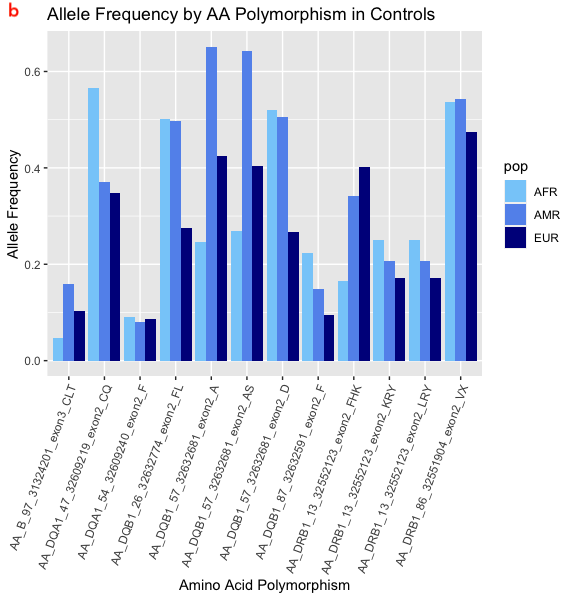 b
Allele Frequency by AA Polymorphism in Controls
Allele Frequency
0.6
0.4
0.2
0.0
pop
AFR
AMR
EUR
AA_B_97_31324201_exon3_CLT
AA_DQA1_47_32609219_exon2_CQ
AA_DQA1_54_32609240_exon2_F
AA_DQB1_26_32632774_exon2_FL
AA_DQB1_57_32632681_exon2_A
AA_DQB1_57_32632681_exon2_AS
AA_DQB1_57_32632681_exon2_D
AA_DQB1_87_32632591_exon2_F
AA_DRB1_13_32552123_exon2_FHK
AA_DRB1_13_32552123_exon2_KRY
AA_DRB1_13_32552123_exon2_LRY
AA_DRB1_86_32551904_exon2_VX
Amino Acid Polymorphism